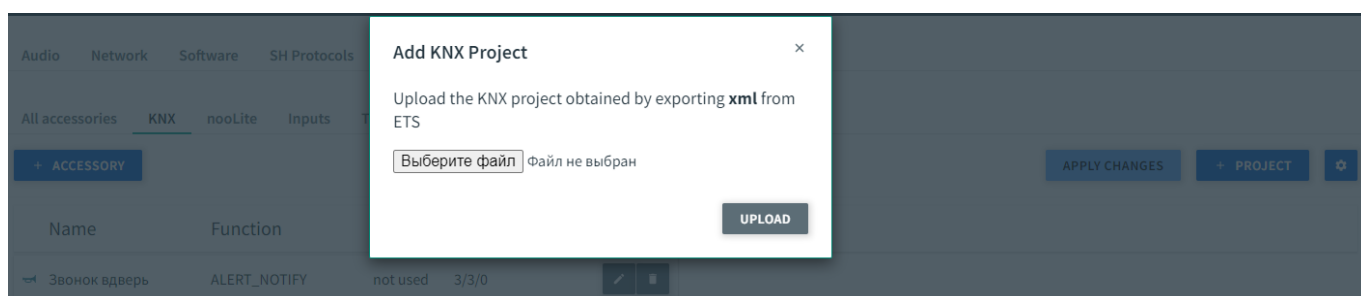 Add KNX Project
×
Audio Network Software SH Protocols
Upload the KNX project obtained by exporting xml from
ETS
All accessories KNX nooLite Inputs T
Выберите файл Файл не выбран
+ ACCESSORY
APPLY CHANGES + PROJECT
UPLOAD
Name Function
Звонок вдверь ALERT_NOTIFY not used 3/3/0